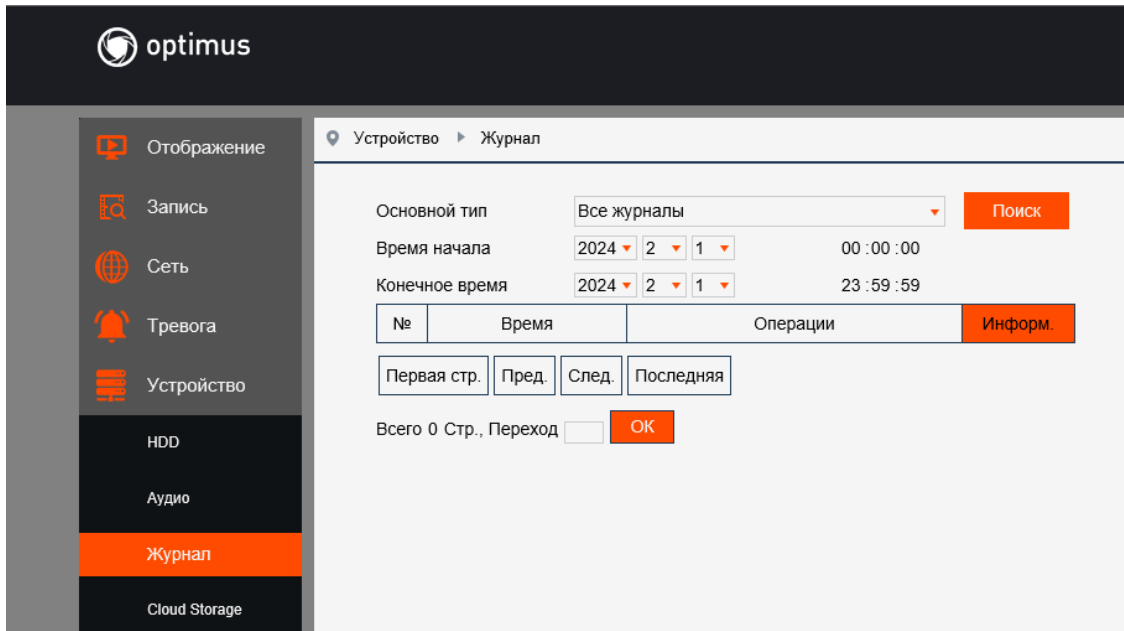 optimus
Отображение
Запись
Сеть
Тревога
Устройство
HDD
Аудио
Журнал
Cloud Storage
Устройство Журнал
Основной тип Все журналы Поиск
Время начала 2024 2 1 00 :00 :00
Конечное время 2024 2 1 23 :59 :59
№ Время Операции Информ.
Первая стр. Пред. След. Последняя
Всего 0 Стр., Переход ОК